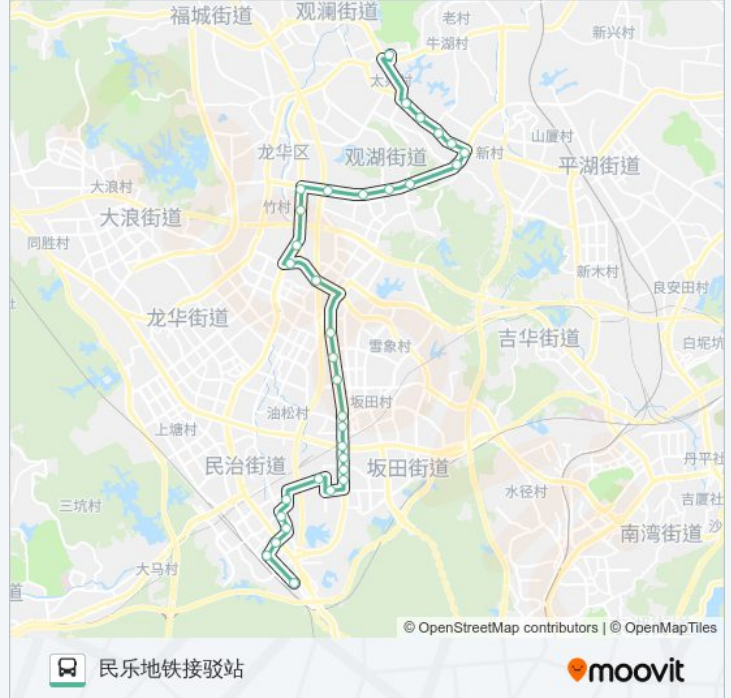 福城街道
观澜街道
老村
牛湖村
新兴村
山厦村
龙华区
观湖街道
新村
平湖街道
大浪村
竹村
大浪街道
同胜村
新木村
良安田村
龙华街道
雪象村
吉华街道
白坭坑
坂田村
油松村
上塘村
民治街道
坂田街道
丹平社
水径村
吉厦社
三坑村
南湾街道
沙
大马村
道
© OpenStreetMap contributors | © OpenMapTiles
民乐地铁接驳站
moovit